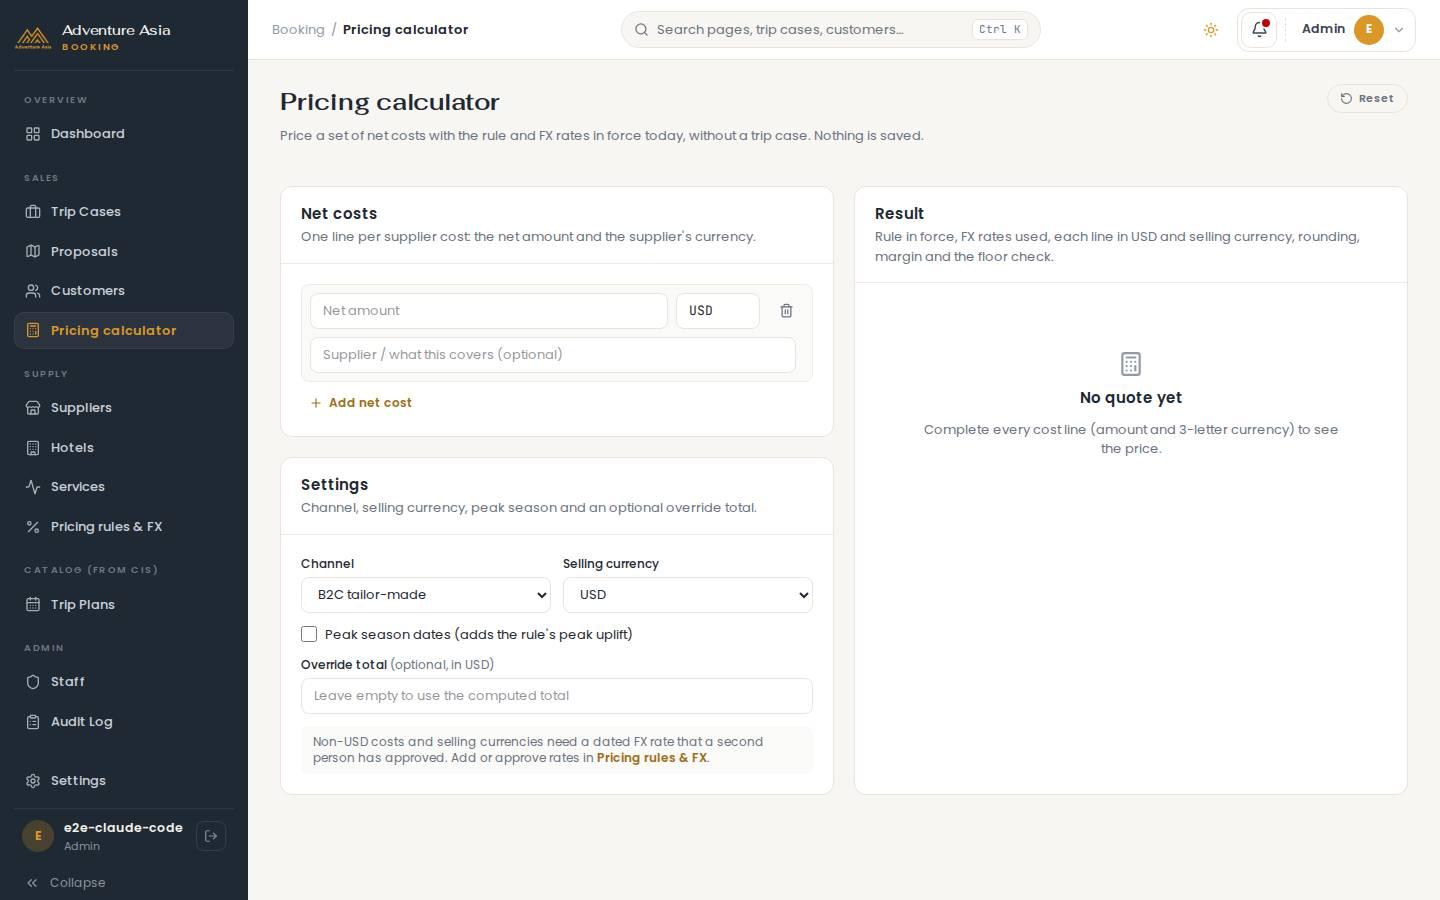 Adventure Asia
BOOKING
Adventure Asia
OVERVIEW
Dashboard
SALES
Trip Cases
Proposals
Customers
Pricing calculator
SUPPLY
Suppliers
Hotels
Services
Pricing rules & FX
CATALOG (FROM CIS)
Trip Plans
ADMIN
Staff
Audit Log
Settings
E
e2e-claude-code
Admin
Collapse
Booking / Pricing calculator
Search pages, trip cases, customers…
Ctrl K
Admin
E
Pricing calculator
Reset
Price a set of net costs with the rule and FX rates in force today, without a trip case. Nothing is saved.
Net costs
One line per supplier cost: the net amount and the supplier's currency.
Net amount
USD
Supplier / what this covers (optional)
Add net cost
Settings
Channel, selling currency, peak season and an optional override total.
Channel
Selling currency
B2C tailor-made
USD
Peak season dates (adds the rule's peak uplift)
Override total (optional, in USD)
Leave empty to use the computed total
Non-USD costs and selling currencies need a dated FX rate that a second
person has approved. Add or approve rates in Pricing rules & FX.
Result
Rule in force, FX rates used, each line in USD and selling currency, rounding,
margin and the floor check.
No quote yet
Complete every cost line (amount and 3-letter currency) to see
the price.